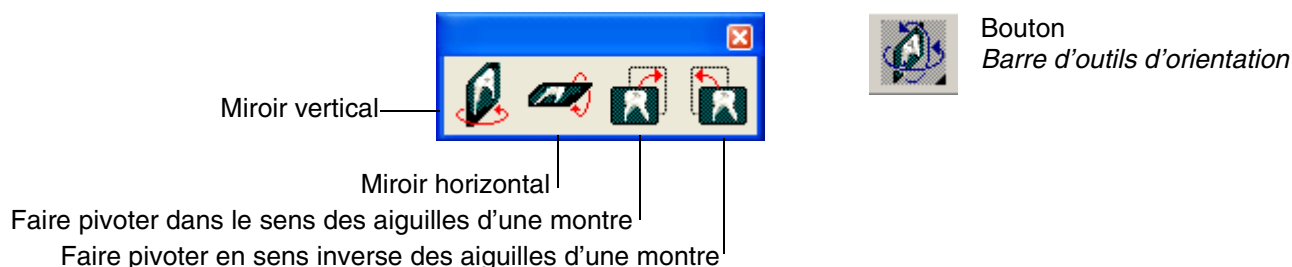 Bouton
Barre d'outils d'orientation
Miroir vertical
Miroir horizontal
Faire pivoter dans le sens des aiguilles d'une montre
Faire pivoter en sens inverse des aiguilles d'une montre